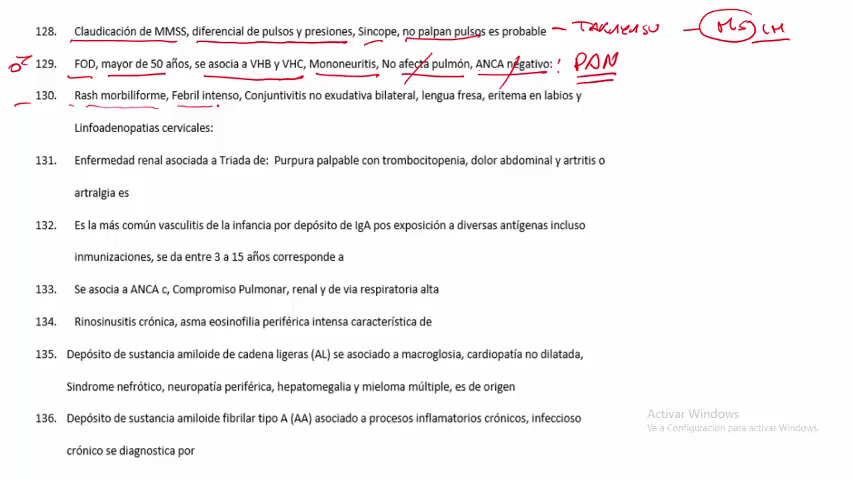 128. Claudicación de MMSS, diferencial de pulsos y presiones, Sincope, no palpan pulsos es probable – TAKAYASU – MS
129. FOD, mayor de 50 años, se asocia a VHB y VHC, Mononeuritis, No afecta pulmón, ANCA negativo: PAN
130. Rash morbiliforme, Febril intenso, Conjuntivitis no exudativa bilateral, lengua fresa, eritema en labios y
Linfoadenopatias cervicales:
131. Enfermedad renal asociada a Triada de: Purpura palpable con trombocitopenia, dolor abdominal y artritis o
artralgia es
132. Es la más común vasculitis de la infancia por depósito de IgA pos exposición a diversas antígenas incluso
inmunizaciones, se da entre 3 a 15 años corresponde a
133. Se asocia a ANCA c, Compromiso Pulmonar, renal y de via respiratoria alta
134. Rinosinusitis crónica, asma eosinofilia periférica intensa característica de
135. Depósito de sustancia amiloide de cadena ligeras (AL) se asociado a macroglosia, cardiopatía no dilatada,
Sindrome nefrótico, neuropatía periférica, hepatomegalia y mieloma múltiple, es de origen
136. Depósito de sustancia amiloide fibrilar tipo A (AA) asociado a procesos inflamatorios crónicos, infeccioso
crónico se diagnostica por
Activar Windows
Ve a Configuración para activar Windows.